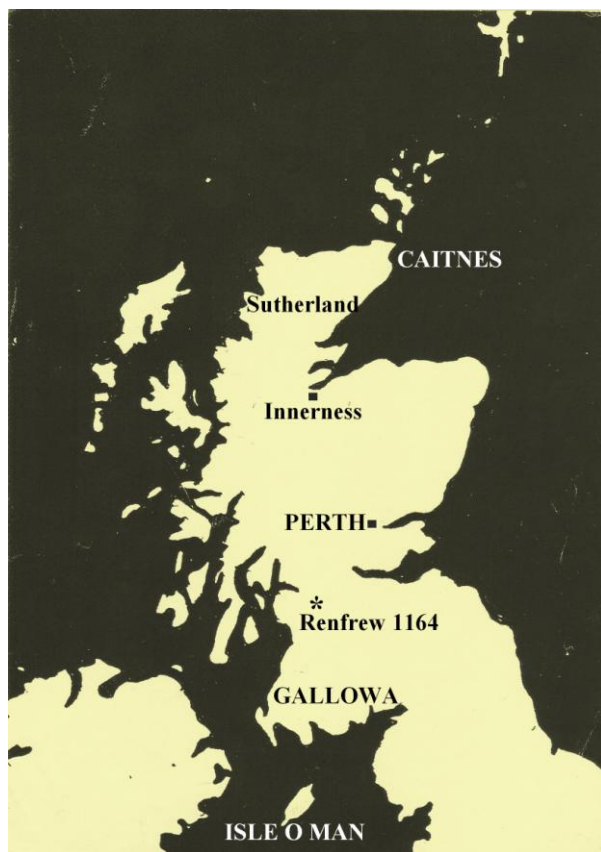 CAITNES
Sutherland
Innerness
PERTH
Renfrew 1164
GALLOWA
ISLE O MAN